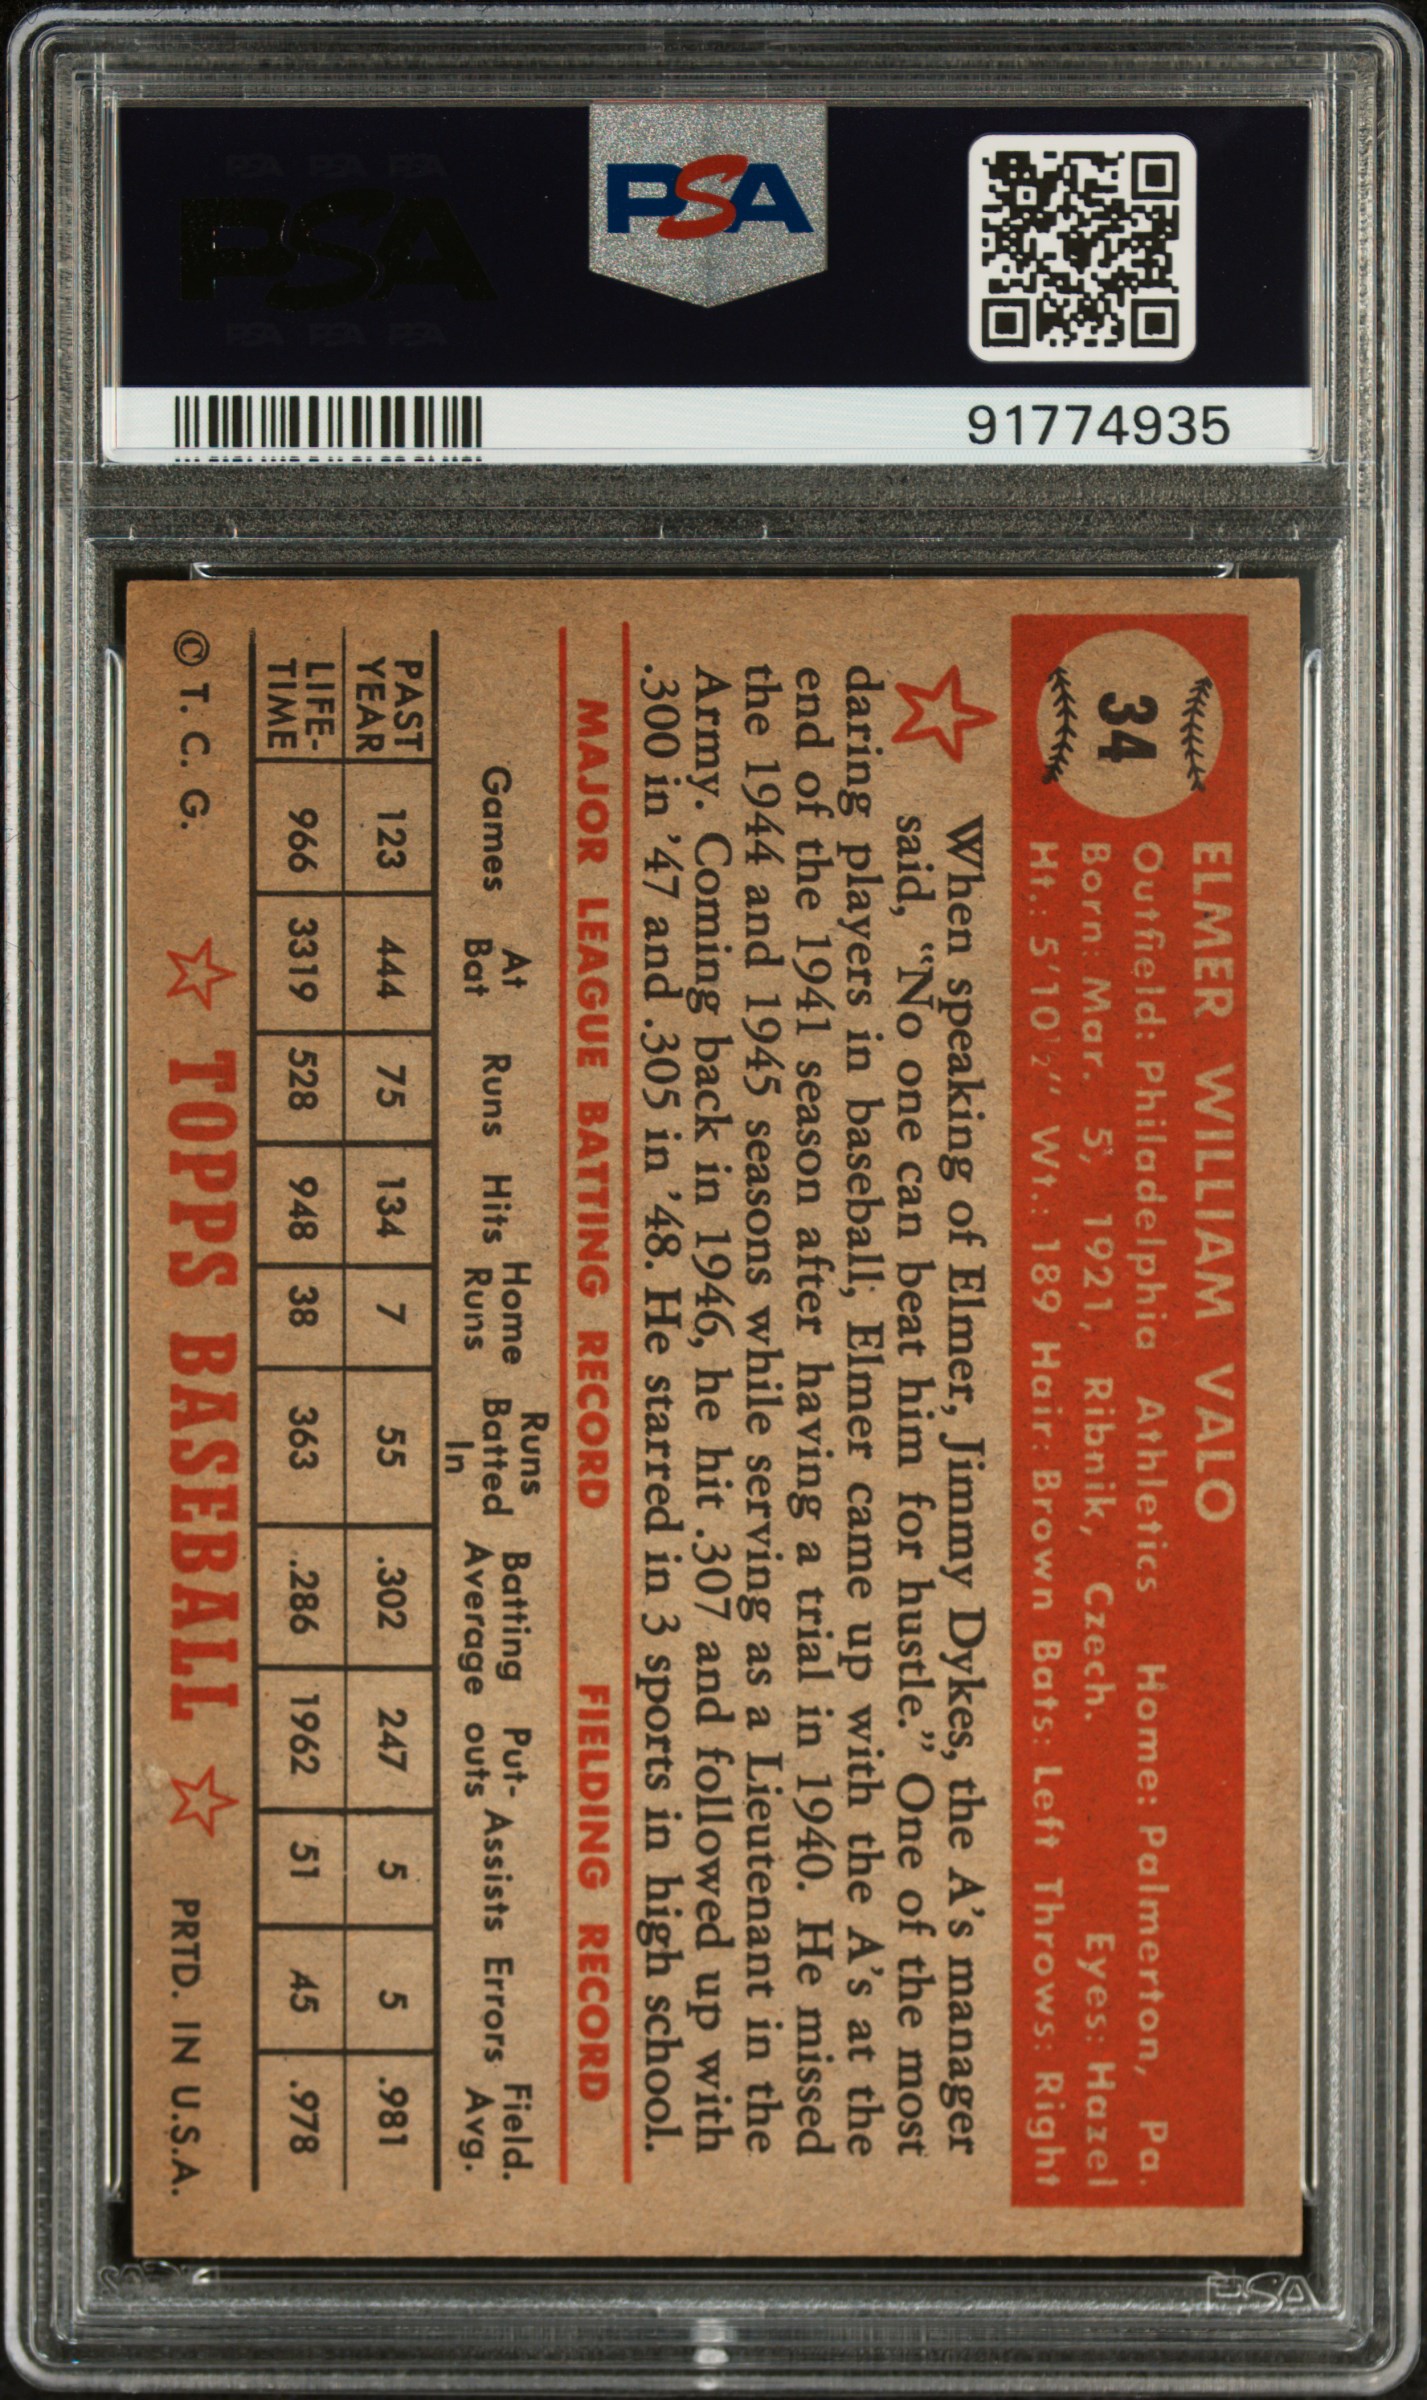 PSA PSA PSA
PSA
PSA PSA PSA
PSA
91774935
34
ELMER WILLIAM VALO
Outfield: Philadelphia Athletics Home: Palmerton, Pa.
Born: Mar. 5, 1921, Ribnik, Czech. Eyes: Hazel
Ht.: 5'10½" Wt.: 189 Hair: Brown Bats: Left Throws: Right
When speaking of Elmer, Jimmy Dykes, the A's manager
said, "No one can beat him for hustle." One of the most
daring players in baseball; Elmer came up with the A's at the
end of the 1941 season after having a trial in 1940. He missed
the 1944 and 1945 seasons while serving as a Lieutenant in the
Army. Coming back in 1946, he hit .307 and followed up with
.300 in '47 and .305 in '48. He starred in 3 sports in high school.
MAJOR LEAGUE BATTING RECORD FIELDING RECORD
Games At Bat Runs Hits Home Runs Runs Batted In Batting Average Put-outs Assists Errors Field. Avg.
PAST YEAR 123 444 75 134 7 55 .302 247 5 5 .981
LIFE-TIME 966 3319 528 948 38 363 ..286 1962 51 45 .978
© T. C. G. TOPPS BASEBALL PRTD. IN U.S.A.
PSA